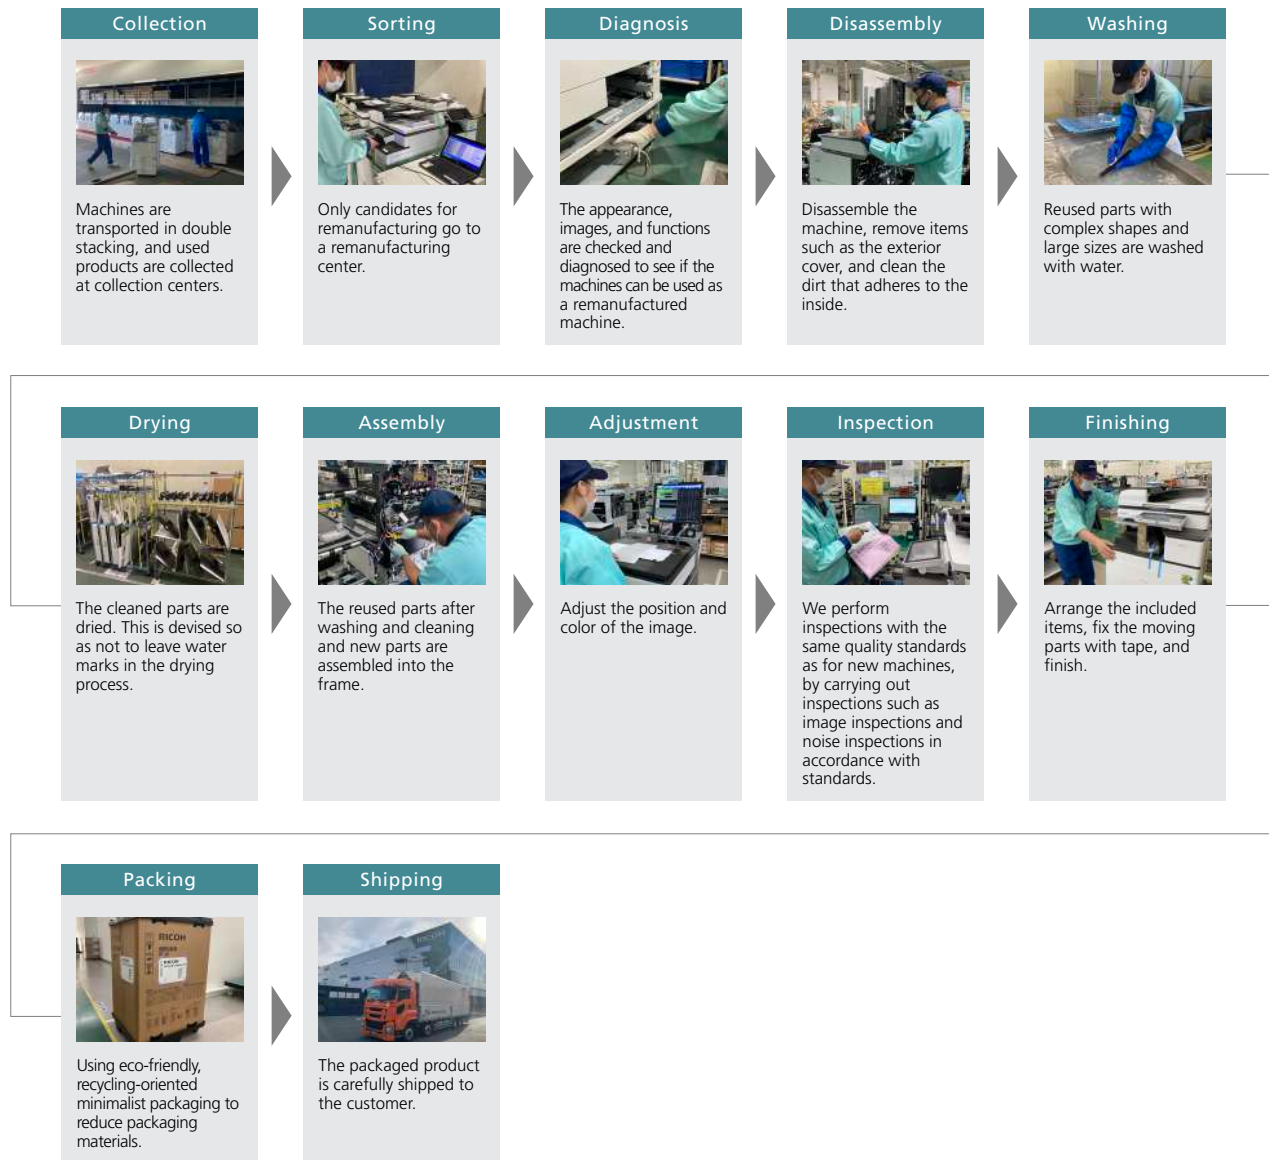 Collection
Machines are
transported in double
stacking, and used
products are collected
at collection centers.
Sorting
Only candidates for
remanufacturing go to
a remanufacturing
center.
Diagnosis
The appearance,
images, and functions
are checked and
diagnosed to see if the
machines can be used as
a remanufactured
machine.
Disassembly
Disassemble the
machine, remove items
such as the exterior
cover, and clean the
dirt that adheres to the
inside.
Washing
Reused parts with
complex shapes and
large sizes are washed
with water.
Drying
The cleaned parts are
dried. This is devised so
as not to leave water
marks in the drying
process.
Assembly
The reused parts after
washing and cleaning
and new parts are
assembled into the
frame.
Adjustment
Adjust the position and
color of the image.
Inspection
We perform
inspections with the
same quality standards
as for new machines,
by carrying out
inspections such as
image inspections and
noise inspections in
accordance with
standards.
Finishing
Arrange the included
items, fix the moving
parts with tape, and
finish.
Packing
RICOH
RICOH
Using eco-friendly,
recycling-oriented
minimalist packaging to
reduce packaging
materials.
Shipping
RICOH
The packaged product
is carefully shipped to
the customer.